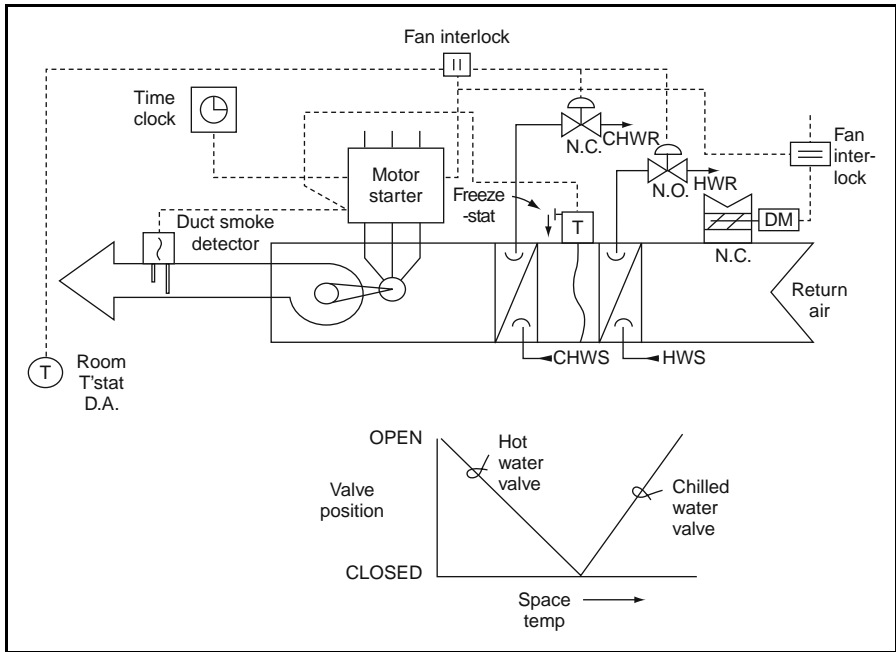 Fan interlock
Time
clock
CHWR
N.C.
Fan
inter-
lock
Motor
starter
Freeze
-stat
N.O.
HWR
Duct smoke
detector
T
DM
N.C.
Return
air
CHWS
HWS
T
Room
T'stat
D.A.
OPEN
Hot
water
valve
Valve
position
Chilled
water
valve
CLOSED
Space
temp